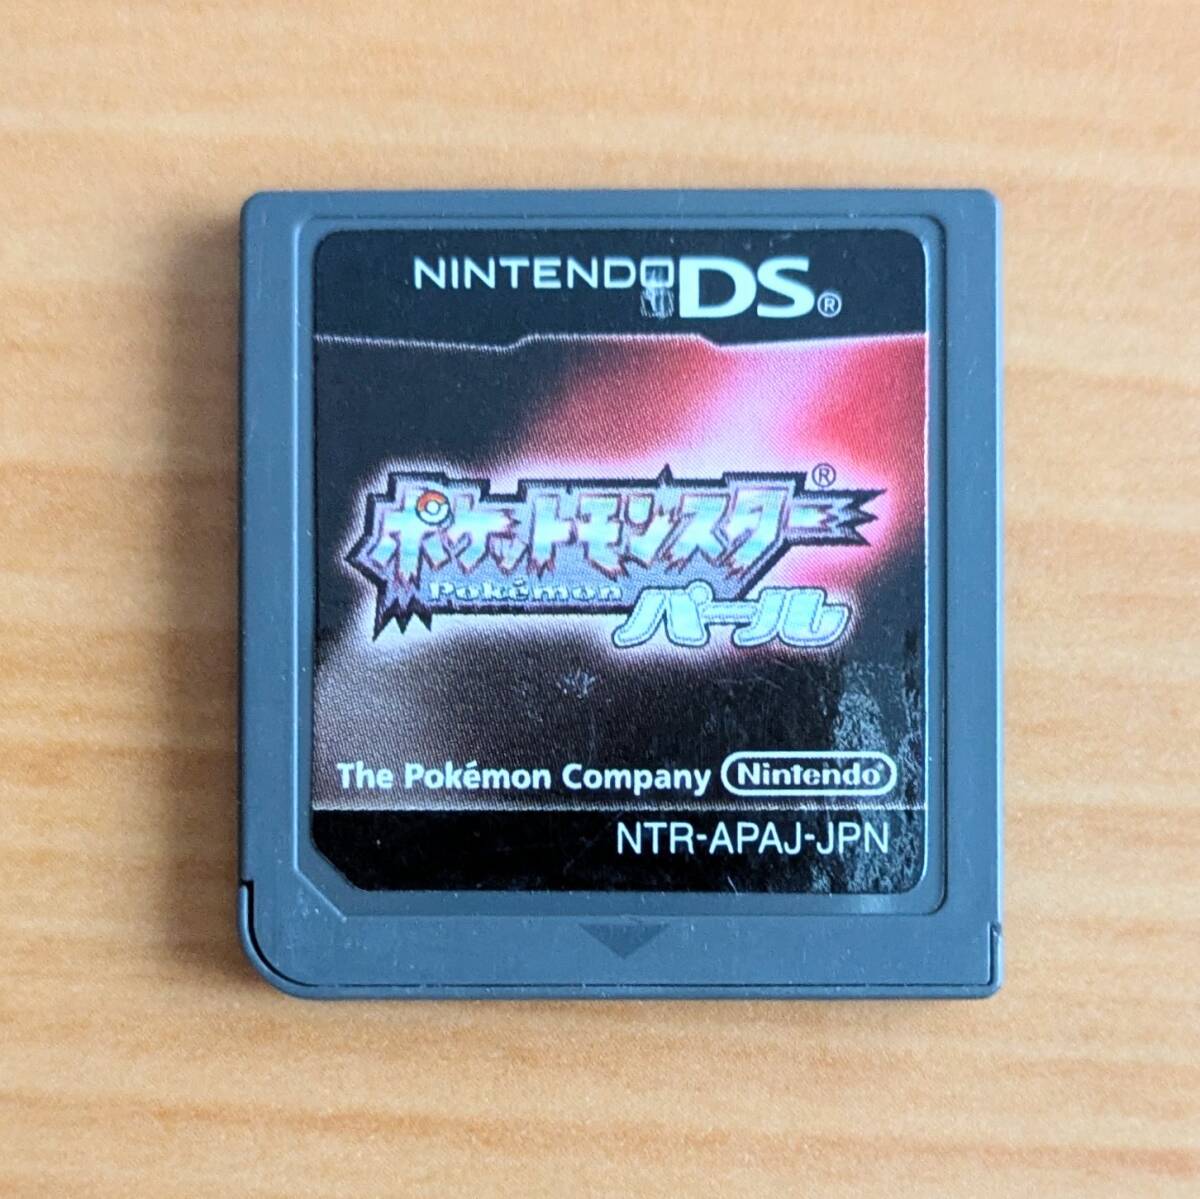 NINTENDO DS®
ポケットモンスター®
Pokémon
パール
The Pokémon Company Nintendo®
NTR-APAJ-JPN